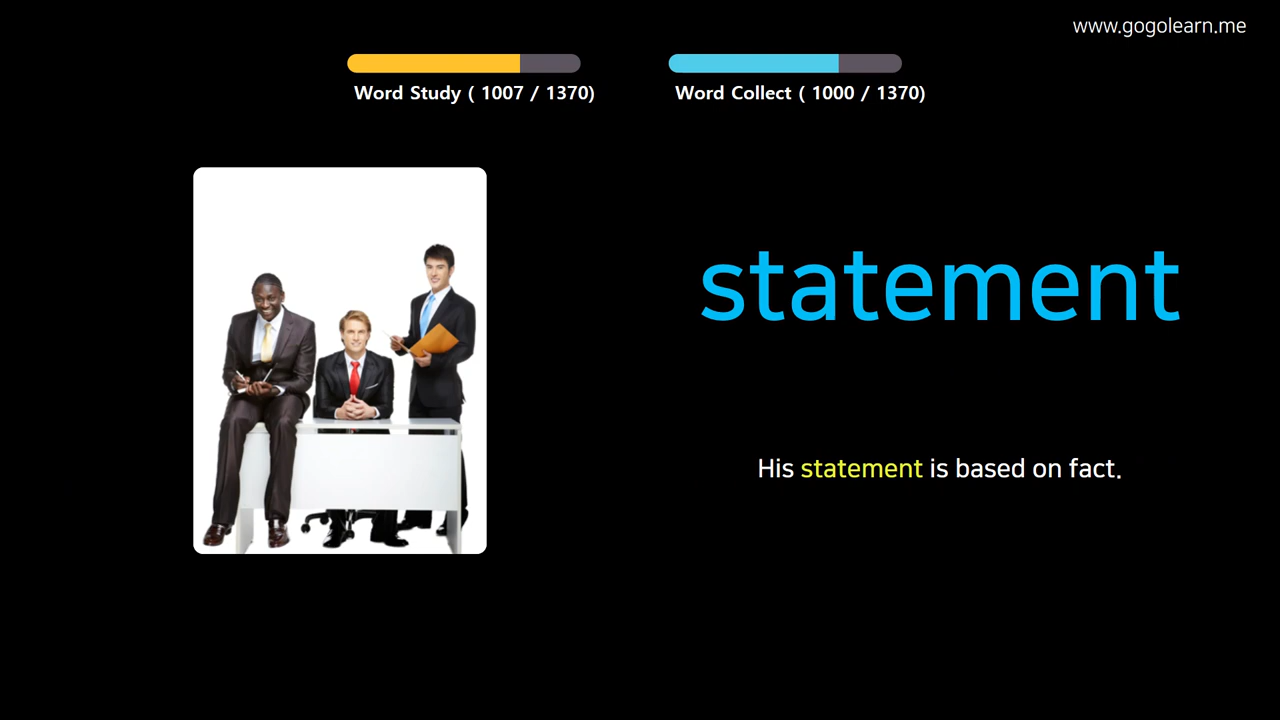 www.gogolearn.me
Word Study ( 1007 / 1370)
Word Collect ( 1000 / 1370)
statement
His statement is based on fact.